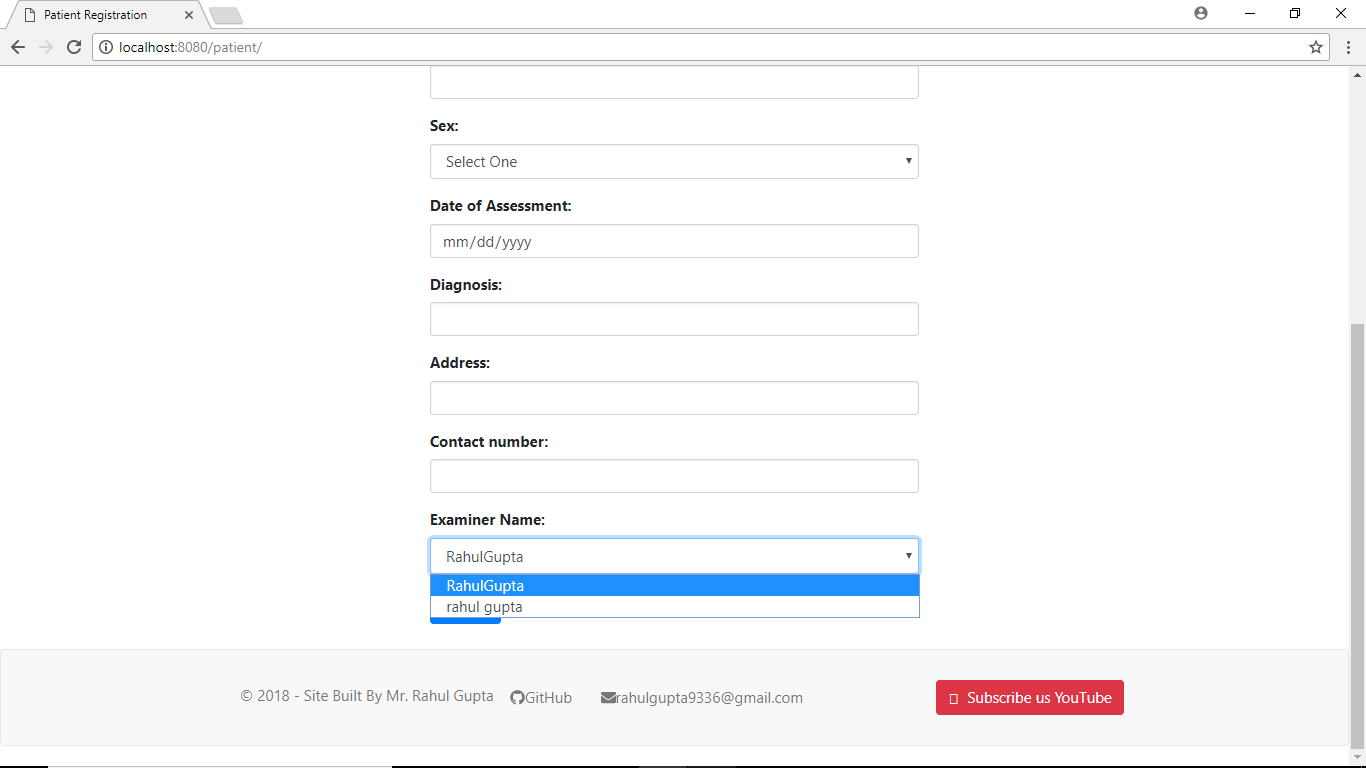 Patient Registration
localhost:8080/patient/
Sex:
Select One
Date of Assessment:
mm/dd/yyyy
Diagnosis:
Address:
Contact number:
Examiner Name:
RahulGupta
RahulGupta
rahul gupta
© 2018 - Site Built By Mr. Rahul Gupta GitHub rahulgupta9336@gmail.com Subscribe us YouTube